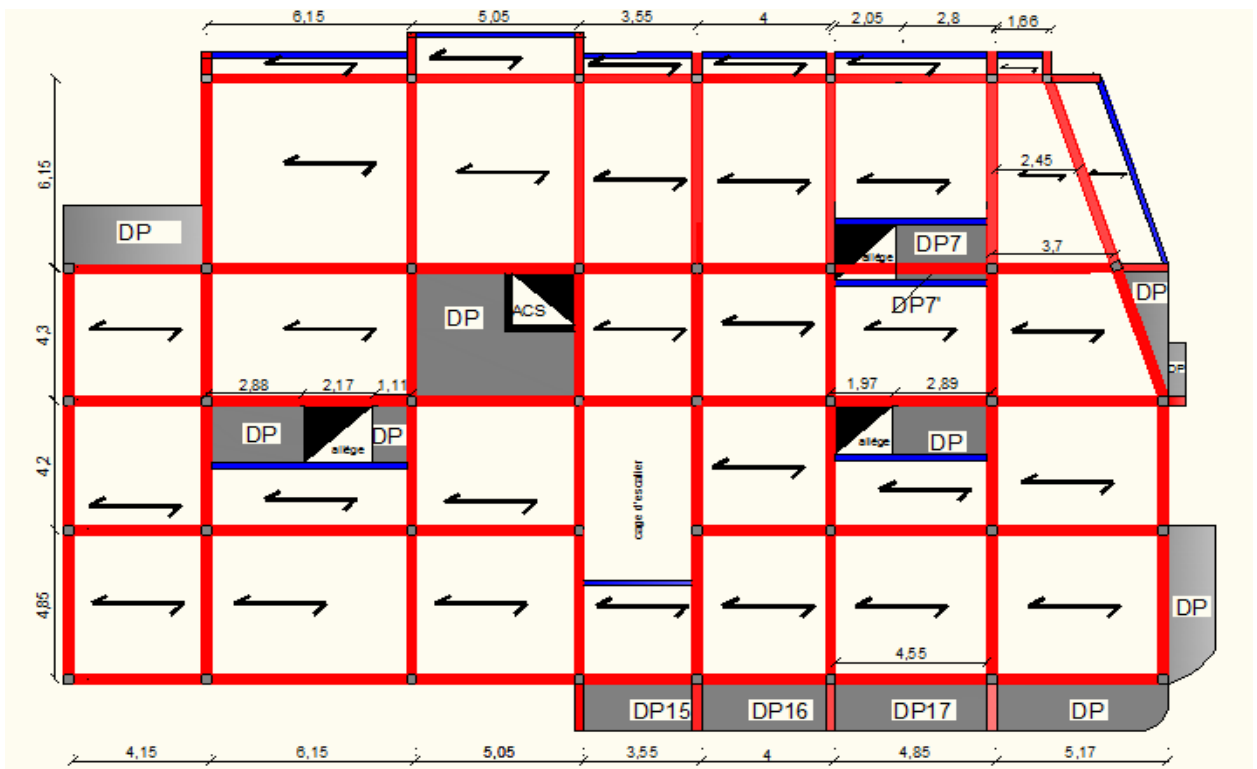 6,15 5,05 3,55 4 2,05 2,8 1,66
6,15
2,45
DP
DP7
allége
3,7
DP7'
DP
ACS
DP
4,3
DP
2,88 2,17 1,11
1,97 2,89
DP
allége
DP
allége
DP
4,2
cage d'escalier
4,85
DP
4,55
DP15 DP16 DP17 DP
4,15 6,15 5,05 3,55 4 4,85 5,17